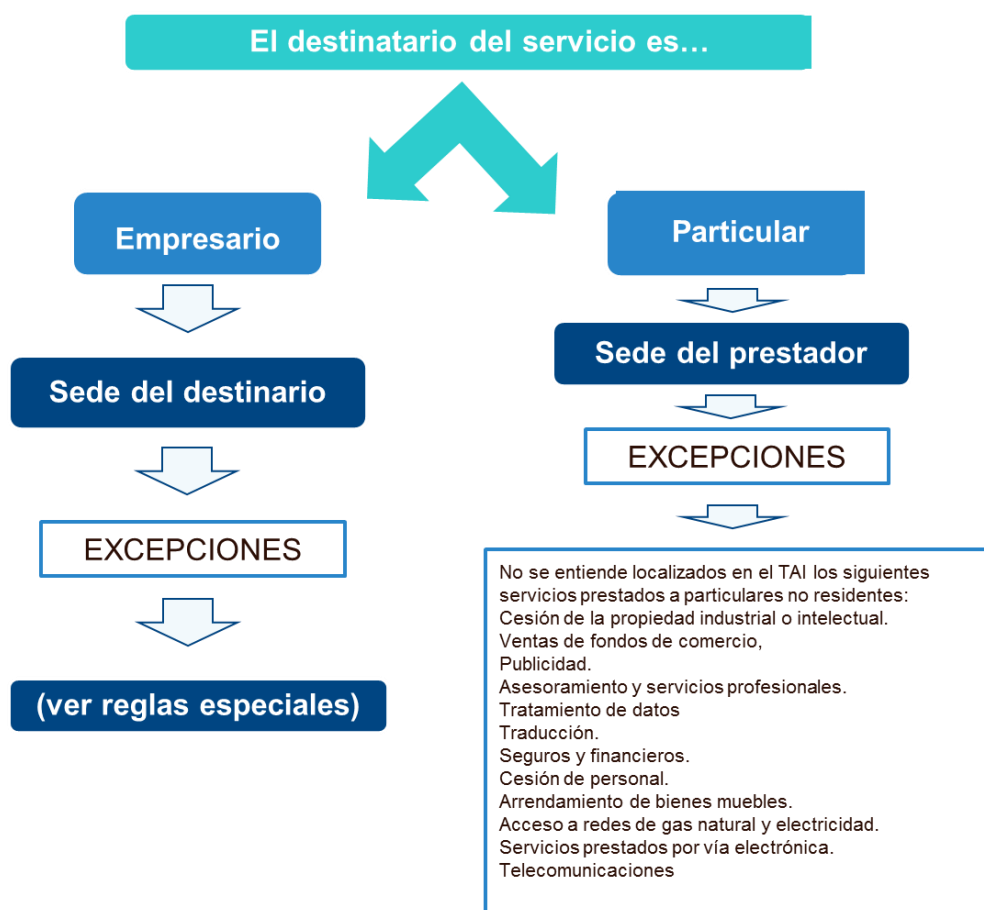 El destinatario del servicio es…
Empresario
Sede del destinario
EXCEPCIONES
(ver reglas especiales)
Particular
Sede del prestador
EXCEPCIONES
No se entiende localizados en el TAI los siguientes
servicios prestados a particulares no residentes:
Cesión de la propiedad industrial o intelectual.
Ventas de fondos de comercio,
Publicidad.
Asesoramiento y servicios profesionales.
Tratamiento de datos
Traducción.
Seguros y financieros.
Cesión de personal.
Arrendamiento de bienes muebles.
Acceso a redes de gas natural y electricidad.
Servicios prestados por vía electrónica.
Telecomunicaciones